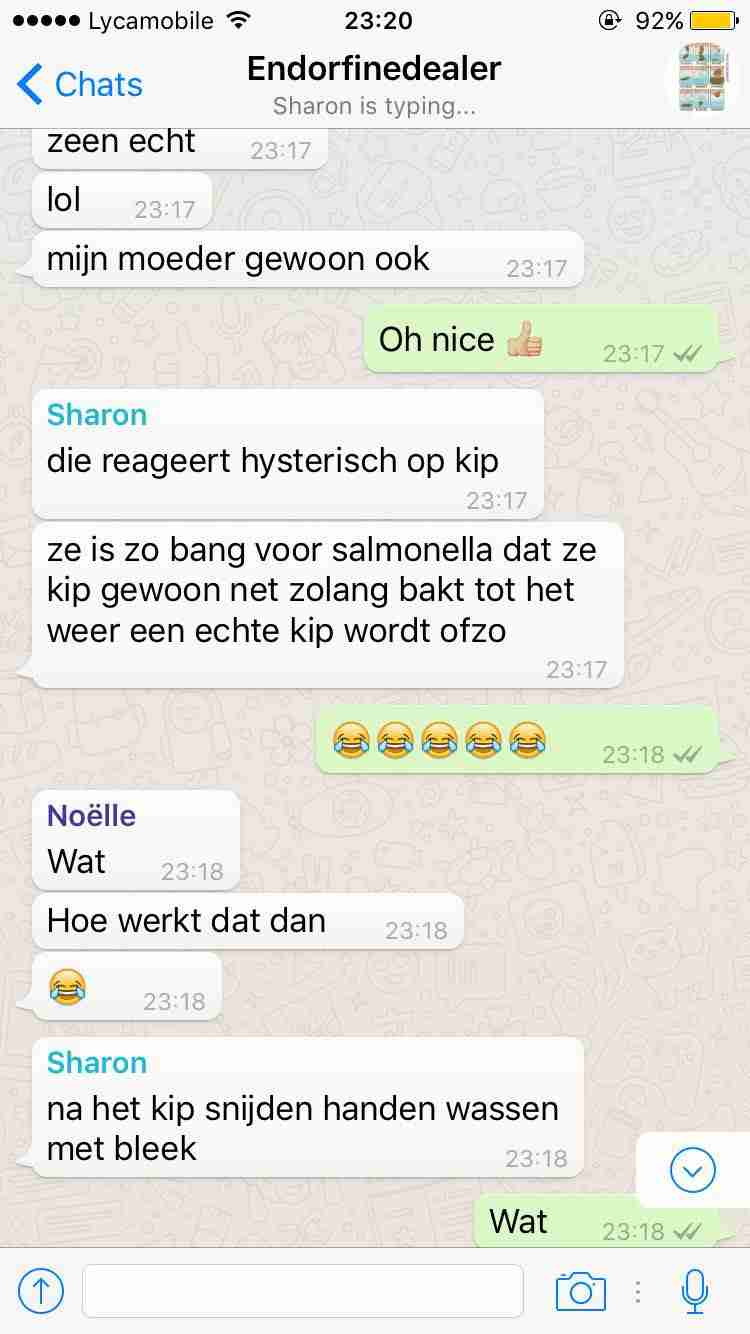 Lycamobile 23:20 92%
Chats Endorfinedealer
Sharon is typing...
zeen echt 23:17
lol 23:17
mijn moeder gewoon ook 23:17
Oh nice 👍 23:17
Sharon
die reageert hysterisch op kip
23:17
ze is zo bang voor salmonella dat ze
kip gewoon net zolang bakt tot het
weer een echte kip wordt ofzo
23:17
😂😂😂😂😂 23:18
Noëlle
Wat 23:18
Hoe werkt dat dan 23:18
😂 23:18
Sharon
na het kip snijden handen wassen
met bleek 23:18
Wat 23:18